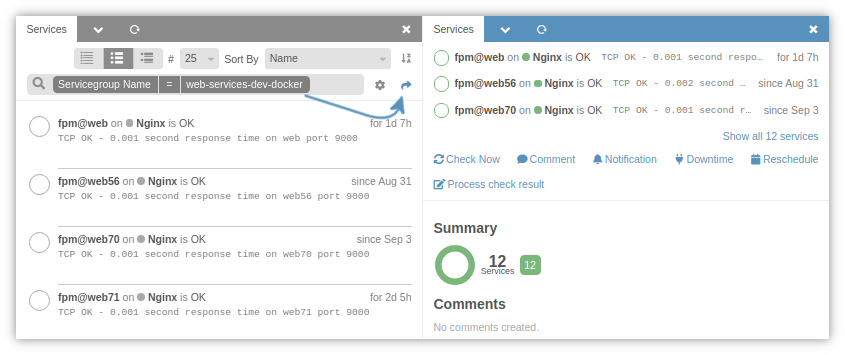 Services
# 25 Sort By Name
Servicegroup Name = web-services-dev-docker
fpm@web on Nginx is OK for 1d 7h
TCP OK - 0.001 second response time on web port 9000
fpm@web56 on Nginx is OK since Aug 31
TCP OK - 0.001 second response time on web56 port 9000
fpm@web70 on Nginx is OK since Sep 3
TCP OK - 0.001 second response time on web70 port 9000
fpm@web71 on Nginx is OK for 2d 5h
TCP OK - 0.001 second response time on web71 port 9000
Services
fpm@web on Nginx is OK TCP OK - 0.001 second respo… for 1d 7h
fpm@web56 on Nginx is OK TCP OK - 0.002 second … since Aug 31
fpm@web70 on Nginx is OK TCP OK - 0.001 second r… since Sep 3
Show all 12 services
Check Now Comment Notification Downtime Reschedule
Process check result
Summary
12 Services 12
Comments
No comments created.